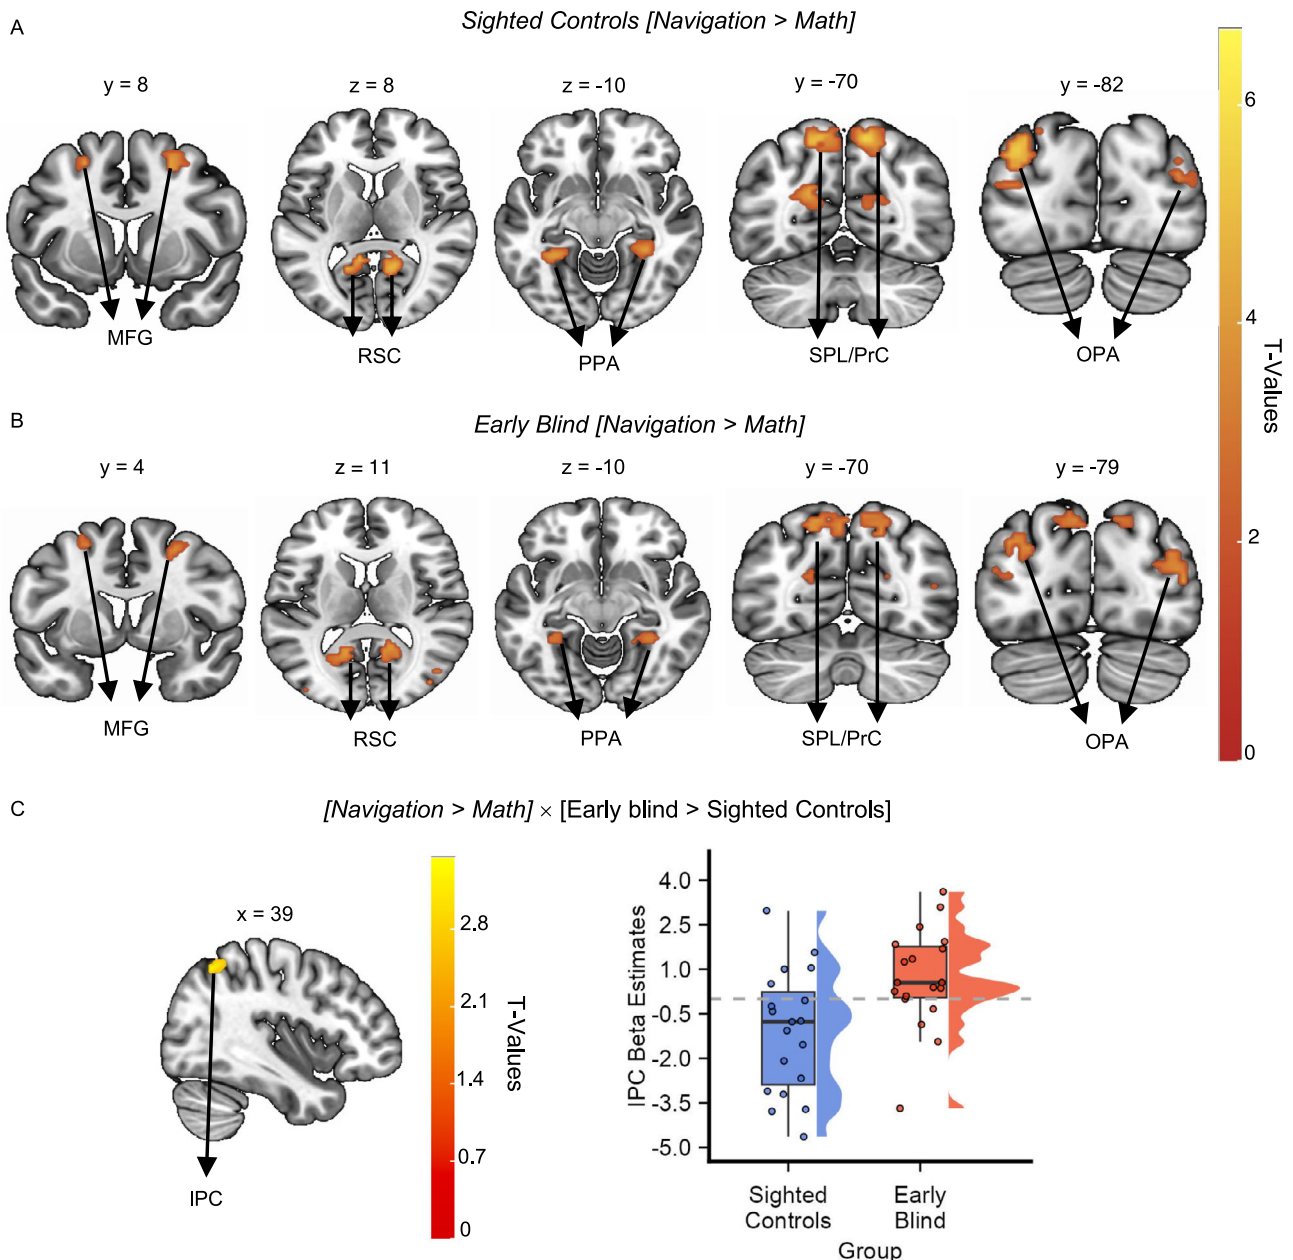 A
Sighted Controls [Navigation > Math]
y = 8
z = 8
z = -10
y = -70
y = -82
MFG
RSC
PPA
SPL/PrC
OPA
6
4
2
0
T-Values
B
Early Blind [Navigation > Math]
y = 4
z = 11
z = -10
y = -70
y = -79
MFG
RSC
PPA
SPL/PrC
OPA
C
[Navigation > Math] × [Early blind > Sighted Controls]
x = 39
IPC
2.8
2.1
1.4
0.7
0
T-Values
IPC Beta Estimates
4.0
2.5
1.0
-0.5
-2.0
-3.5
-5.0
Sighted
Controls
Early
Blind
Group